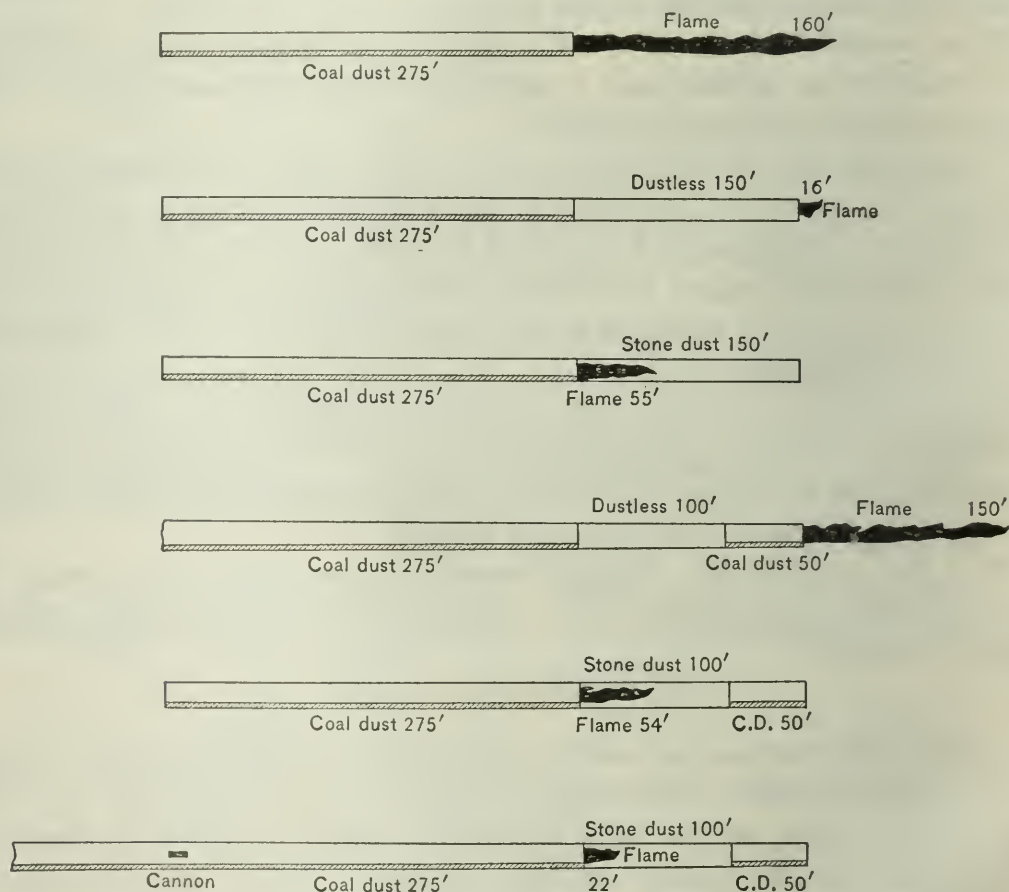 Flame 160′
Coal dust 275′
Dustless 150′ 16′
Flame
Coal dust 275′
Stone dust 150′
Coal dust 275′ Flame 55′
Dustless 100′ Flame 150′
Coal dust 275′ Coal dust 50′
Stone dust 100′
Coal dust 275′ Flame 54′ C.D. 50′
Stone dust 100′
Flame
Cannon Coal dust 275′ 22′ C.D. 50′